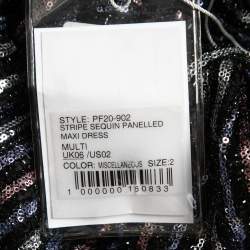 STYLE: PF20-902
STRIPE SEQUIN PANELLED
MAXI DRESS
MULTI
UK06 /US02
COLOR: MISCELLANEOUS SIZE:2
1 000000 150833